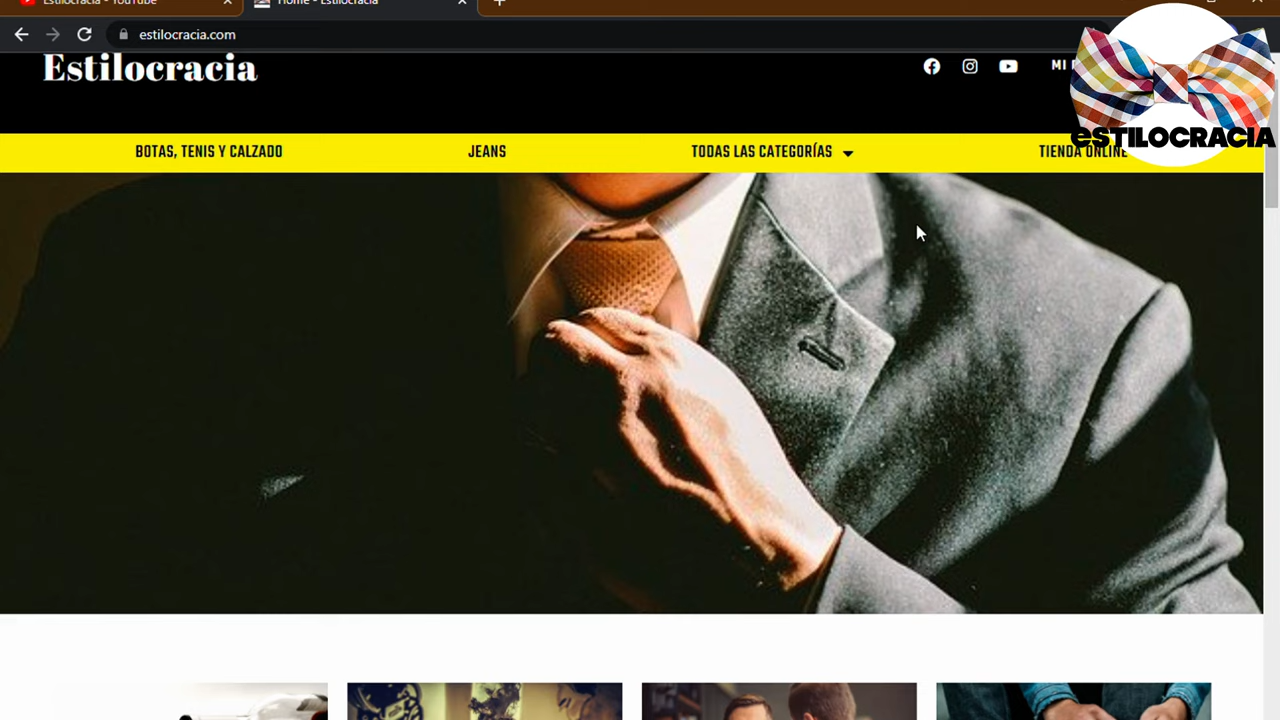 Estilocracia - YouTube
Home - Estilocracia
estilocracia.com
Estilocracia
MI
ESTILOCRACIA
BOTAS, TENIS Y CALZADO
JEANS
TODAS LAS CATEGORÍAS
TIENDA ONLINE